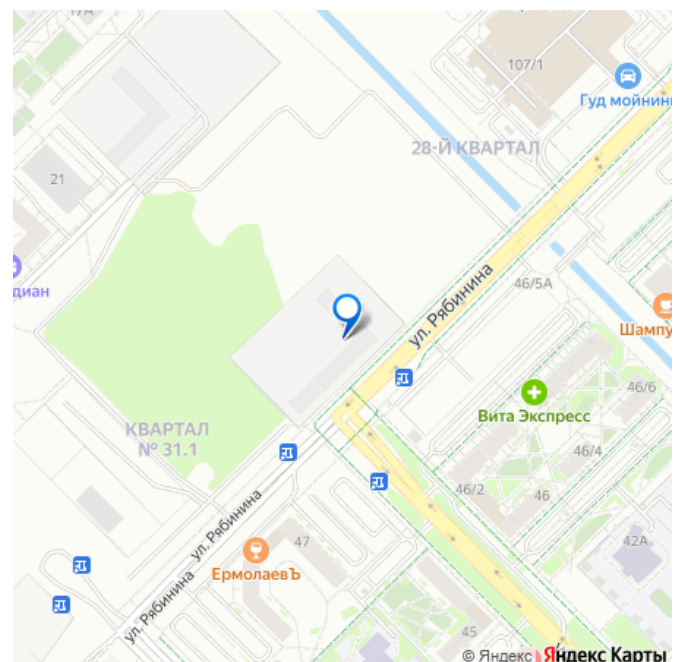 17А
107/1
Гуд мойнин
28-Й КВАРТАЛ
21
диан
46/5А
ул. Рябинина
Шампу
46/6
Вита Экспресс
КВАРТАЛ
№ 31.1
46/4
46/2
46
ул. Рябинина
42А
47
ЕрмолаевЪ
ул. Рябинина
45
© Яндекс Яндекс Карты